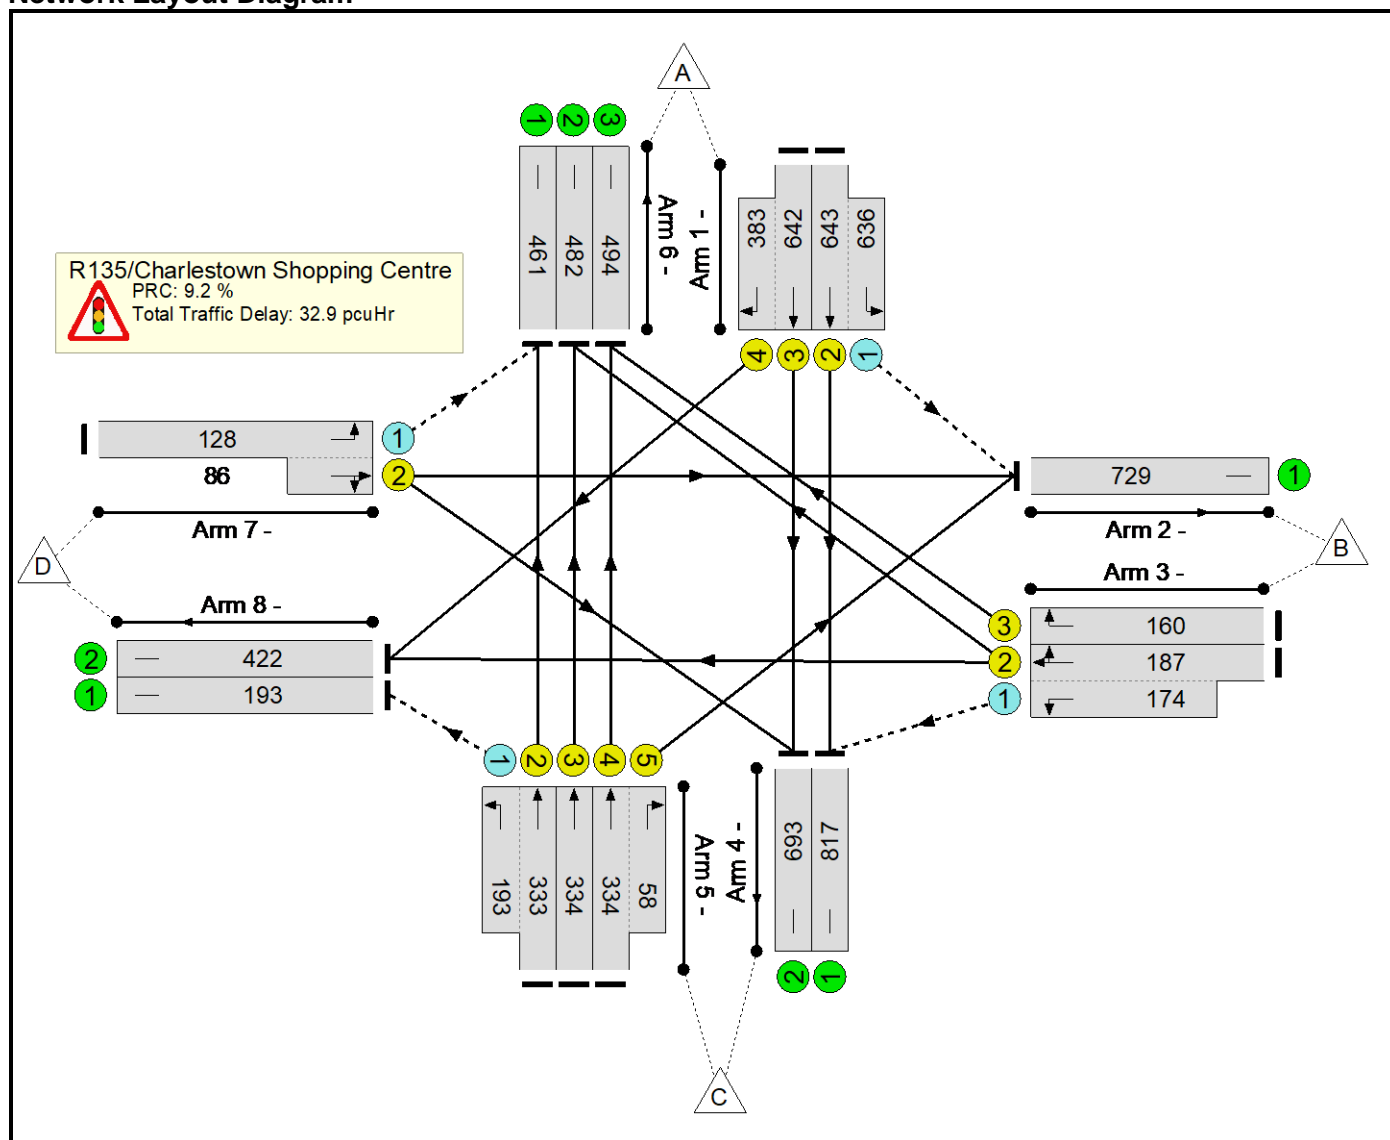 Network Layout Diagram
A
1 2 3
Arm 6 -
Arm 1 -
461 482 494
383 642 643 636
R135/Charlestown Shopping Centre
PRC: 9.2 %
Total Traffic Delay: 32.9 pcuHr
4 3 2 1
128 1
86 2
Arm 7 -
D
Arm 8 -
2 422
1 193
729 1
Arm 2 -
B
Arm 3 -
3 160
2 187
1 174
1 2 3 4 5
193 333 334 334 58
Arm 5 -
Arm 4 -
693 817
2 1
C